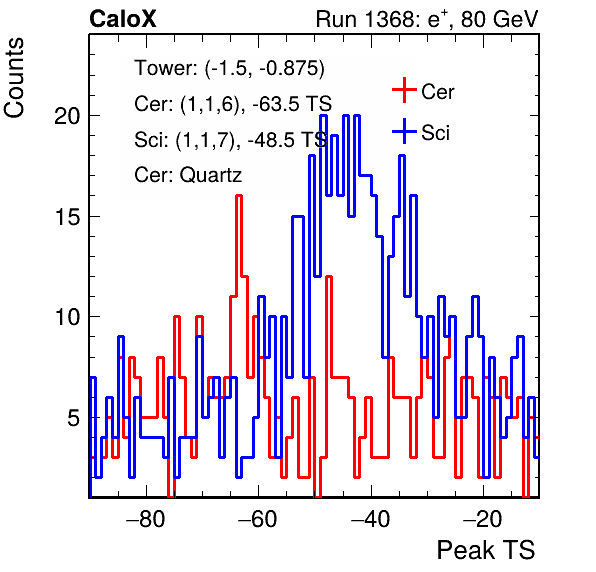 CaloX Run 1368: e⁺, 80 GeV
Counts
Tower: (-1.5, -0.875)
Cer: (1,1,6), -63.5 TS
Sci: (1,1,7), -48.5 TS
Cer: Quartz
Cer
Sci
20
15
10
5
−80 −60 −40 −20
Peak TS